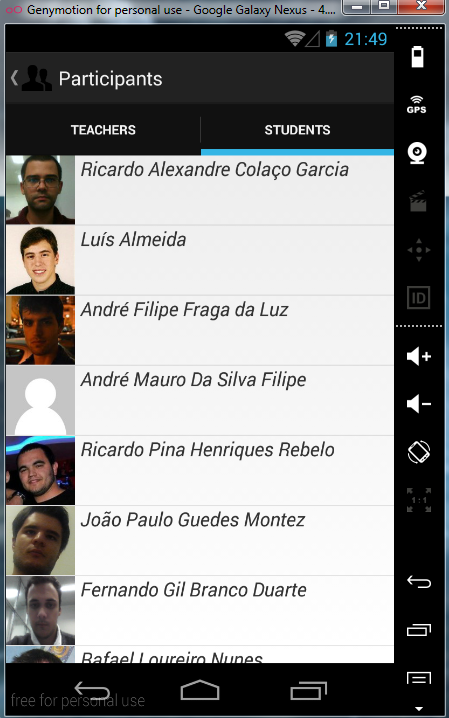 Genymotion for personal use - Google Galaxy Nexus - 4....
21:49
Participants
GPS
TEACHERS
STUDENTS
Ricardo Alexandre Colaço Garcia
Luís Almeida
ID
André Filipe Fraga da Luz
André Mauro Da Silva Filipe
Ricardo Pina Henriques Rebelo
1:1
João Paulo Guedes Montez
Fernando Gil Branco Duarte
Rafael Loureiro Nunes
free for personal use